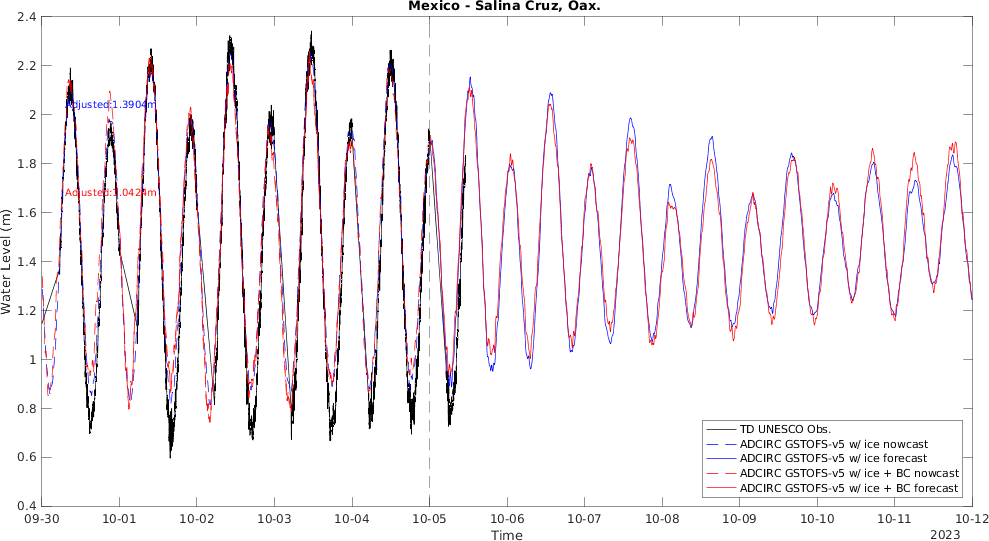 Mexico - Salina Cruz, Oax.
2.4
2.2
2
1.8
1.6
1.4
1.2
1
0.8
0.6
0.4
Water Level (m)
Adjusted:1.3904m
Adjusted:1.0424m
TD UNESCO Obs.
ADCIRC GSTOFS-v5 w/ ice nowcast
ADCIRC GSTOFS-v5 w/ ice forecast
ADCIRC GSTOFS-v5 w/ ice + BC nowcast
ADCIRC GSTOFS-v5 w/ ice + BC forecast
09-30 10-01 10-02 10-03 10-04 10-05 10-06 10-07 10-08 10-09 10-10 10-11 10-12
Time
2023